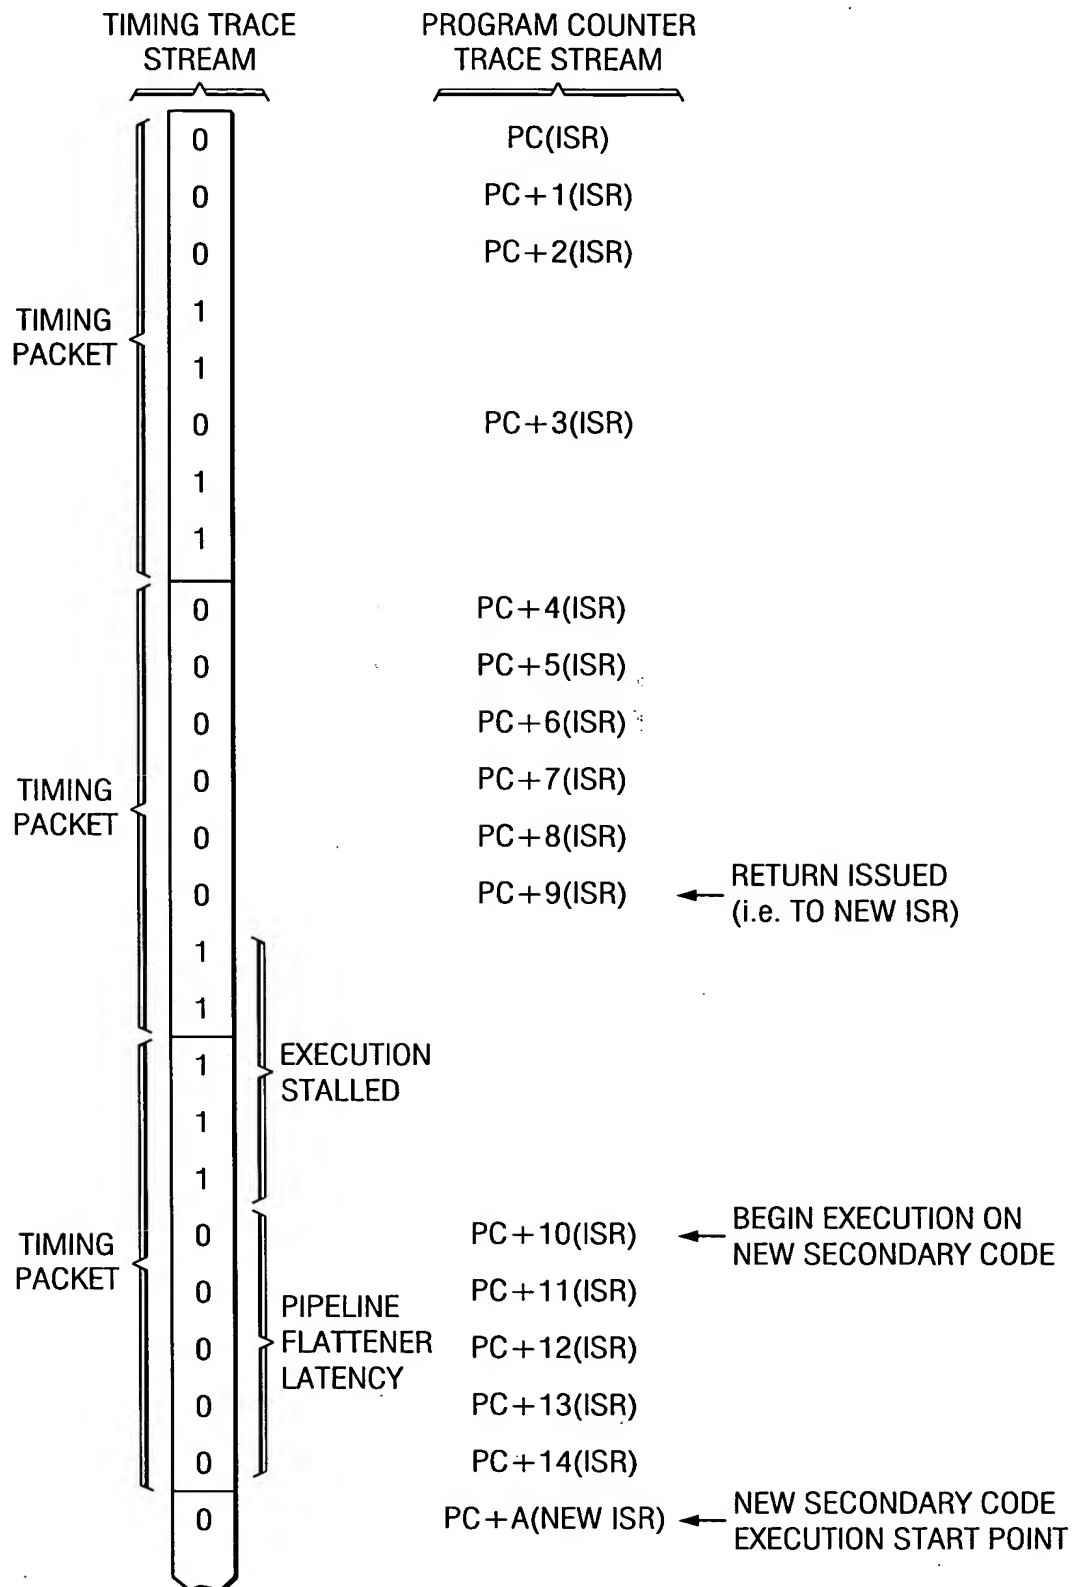 TIMING TRACE
STREAM
PROGRAM COUNTER
TRACE STREAM
0 PC(ISR)
0 PC+1(ISR)
0 PC+2(ISR)
1
TIMING
PACKET
1
0 PC+3(ISR)
1
1
0 PC+4(ISR)
0 PC+5(ISR)
0 PC+6(ISR)
0 PC+7(ISR)
TIMING
PACKET
0 PC+8(ISR)
0 PC+9(ISR)
RETURN ISSUED
(i.e. TO NEW ISR)
1
1
1
EXECUTION
STALLED
1
1
0 PC+10(ISR)
BEGIN EXECUTION ON
NEW SECONDARY CODE
TIMING
PACKET
0 PC+11(ISR)
PIPELINE
FLATTENER
LATENCY
0 PC+12(ISR)
0 PC+13(ISR)
0 PC+14(ISR)
0 PC+A(NEW ISR)
NEW SECONDARY CODE
EXECUTION START POINT